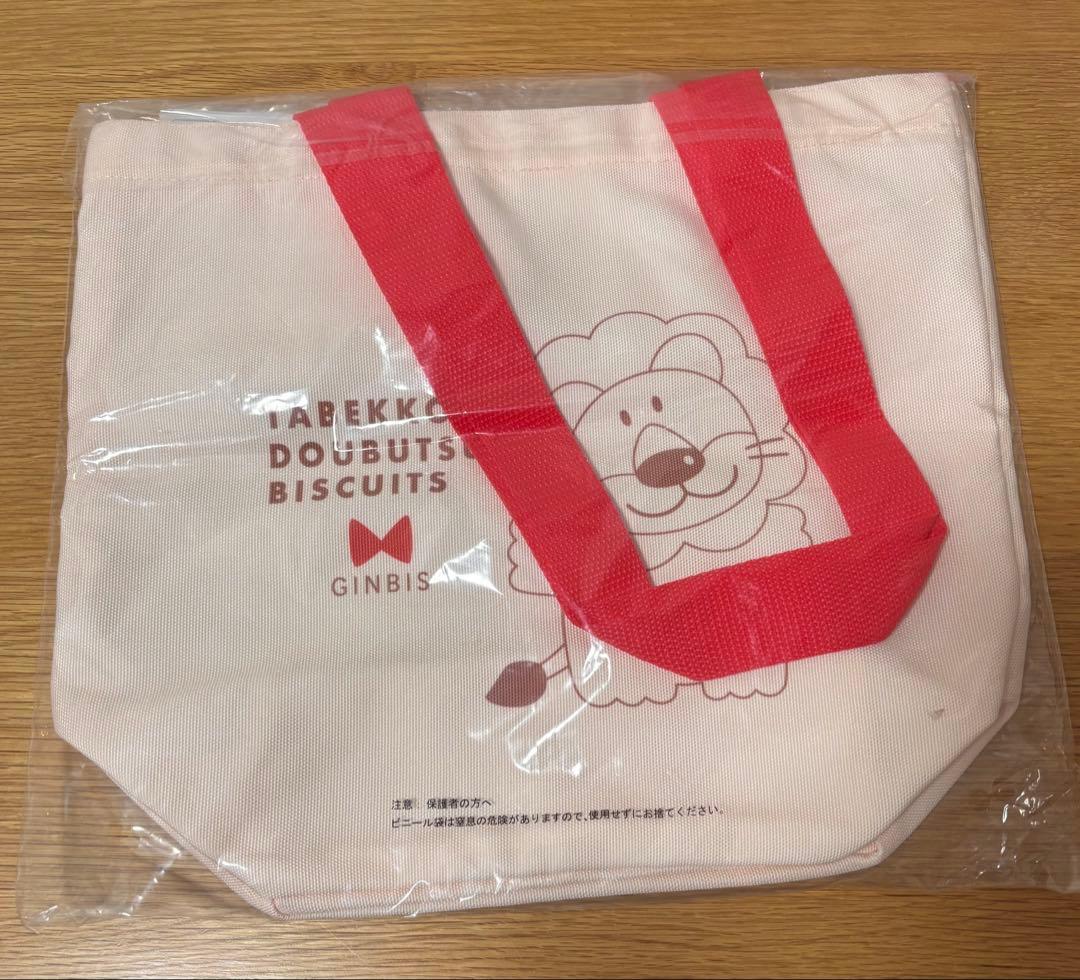 TABEKKO
DOUBUTSU
BISCUITS
GINBIS
注意 : 保護者の方へ
ビニール袋は窒息の危険がありますので、使用せずにお捨てください。